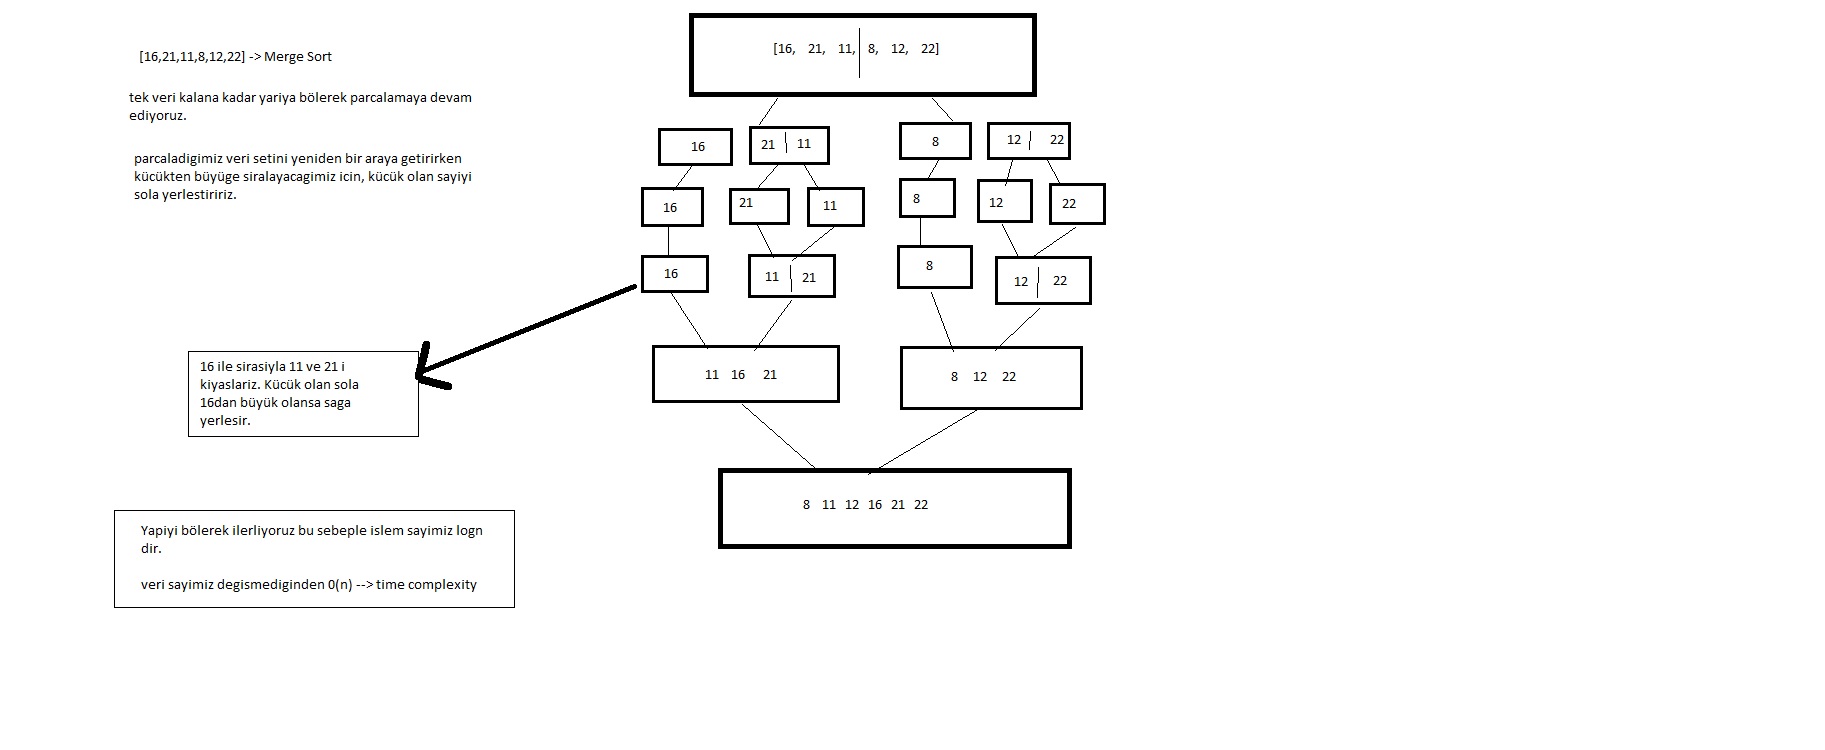 [16,21,11,8,12,22] -> Merge Sort
tek veri kalana kadar yariya bölerek parcalamaya devam
ediyoruz.
parcaladigimiz veri setini yeniden bir araya getirirken
kücükten büyüge siralayacagimiz icin, kücük olan sayiyi
sola yerlestiririz.
[16, 21, 11, 8, 12, 22]
16 21 11 8 12 22
16 21 11 8 12 22
16 11 21 8 12 22
11 16 21 8 12 22
8 11 12 16 21 22
16 ile sirasiyla 11 ve 21 i
kiyaslariz. Kücük olan sola
16dan büyük olansa saga
yerlesir.
Yapiyi bölerek ilerliyoruz bu sebeple islem sayimiz logn
dir.
veri sayimiz degismediginden 0(n) --> time complexity